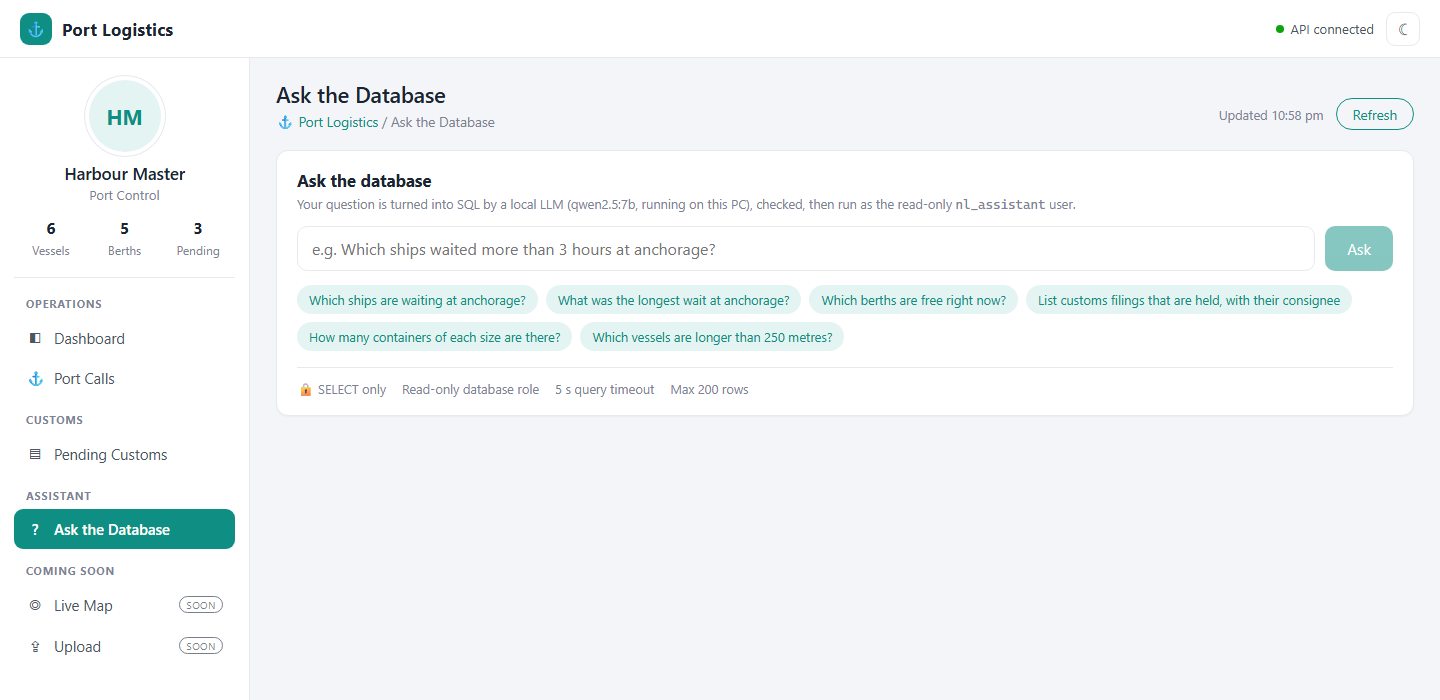 Port Logistics
API connected
HM
Harbour Master
Port Control
6 5 3
Vessels Berths Pending
OPERATIONS
Dashboard
Port Calls
CUSTOMS
Pending Customs
ASSISTANT
? Ask the Database
COMING SOON
Live Map SOON
Upload SOON
Ask the Database
Port Logistics / Ask the Database
Updated 10:58 pm Refresh
Ask the database
Your question is turned into SQL by a local LLM (qwen2.5:7b, running on this PC), checked, then run as the read-only nl_assistant user.
e.g. Which ships waited more than 3 hours at anchorage? Ask
Which ships are waiting at anchorage? What was the longest wait at anchorage? Which berths are free right now? List customs filings that are held, with their consignee
How many containers of each size are there? Which vessels are longer than 250 metres?
SELECT only Read-only database role 5 s query timeout Max 200 rows